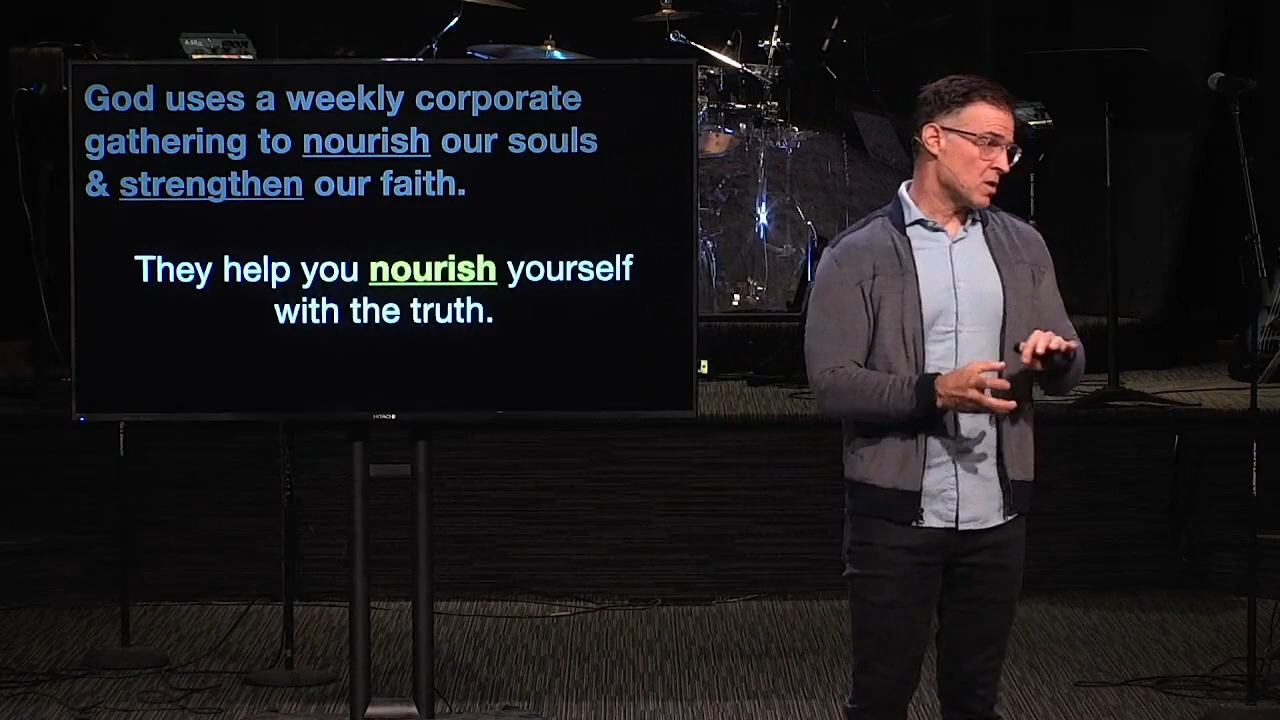 God uses a weekly corporate
gathering to nourish our souls
& strengthen our faith.
They help you nourish yourself
with the truth.
HITACHI